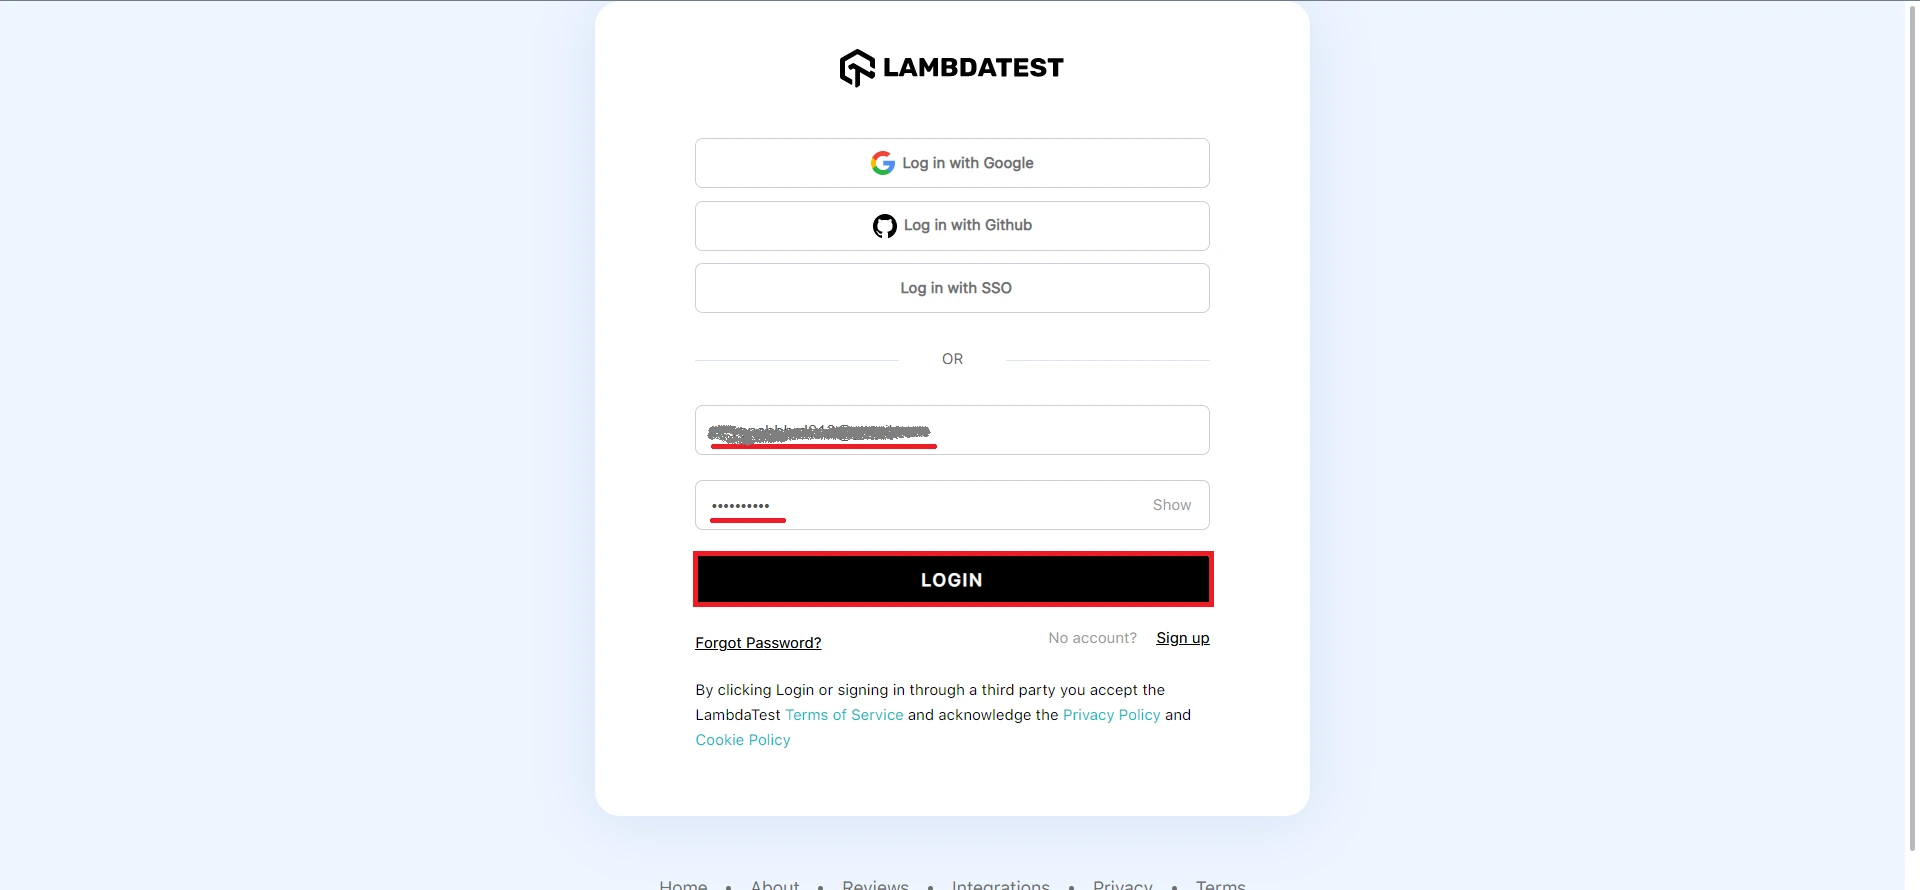 LAMBDATEST
Log in with Google
Log in with Github
Log in with SSO
OR
••••••••••
Show
LOGIN
Forgot Password?
No account? Sign up
By clicking Login or signing in through a third party you accept the
LambdaTest Terms of Service and acknowledge the Privacy Policy and
Cookie Policy
Home • About • Reviews • Integrations • Privacy • Terms